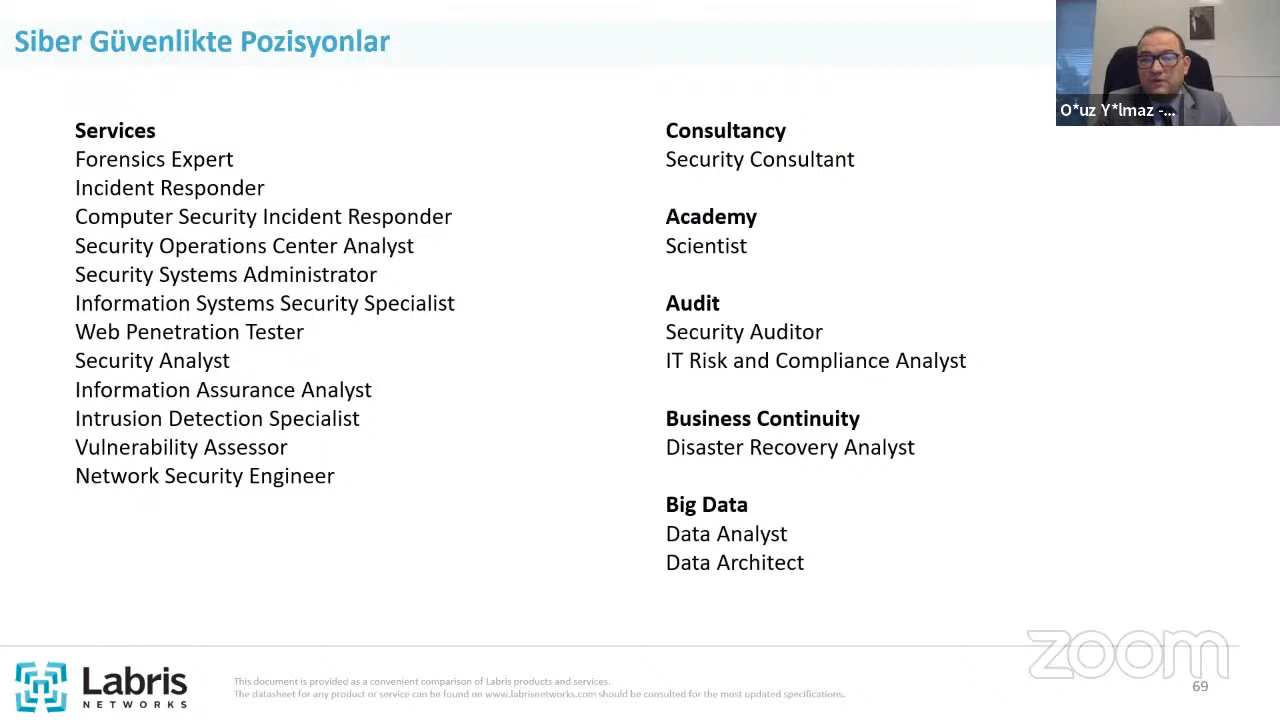 Siber Güvenlikte Pozisyonlar
O*uz Y*lmaz -...
Services
Forensics Expert
Incident Responder
Computer Security Incident Responder
Security Operations Center Analyst
Security Systems Administrator
Information Systems Security Specialist
Web Penetration Tester
Security Analyst
Information Assurance Analyst
Intrusion Detection Specialist
Vulnerability Assessor
Network Security Engineer
Consultancy
Security Consultant
Academy
Scientist
Audit
Security Auditor
IT Risk and Compliance Analyst
Business Continuity
Disaster Recovery Analyst
Big Data
Data Analyst
Data Architect
zoom
69
Labris
NETWORKS
This document is provided as a convenient comparison of Labris products and services.
The datasheet for any product or service can be found on www.labrisnetworks.com should be consulted for the most updated specifications.